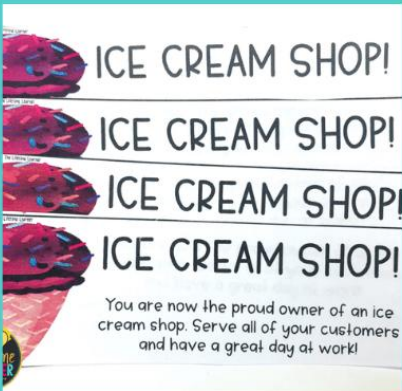 ICE CREAM SHOP!
ICE CREAM SHOP!
ICE CREAM SHOP!
ICE CREAM SHOP!
You are now the proud owner of an ice
cream shop. Serve all of your customers
and have a great day at work!